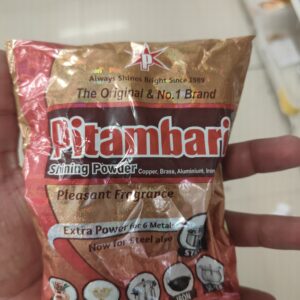 P
Always Shines Bright Since 1989
The Original & No.1 Brand
Pitambari
Shining Powder Copper, Brass, Aluminium, Iron
Pleasant Fragrance
Extra Power for 6 Metals
Now for Steel also